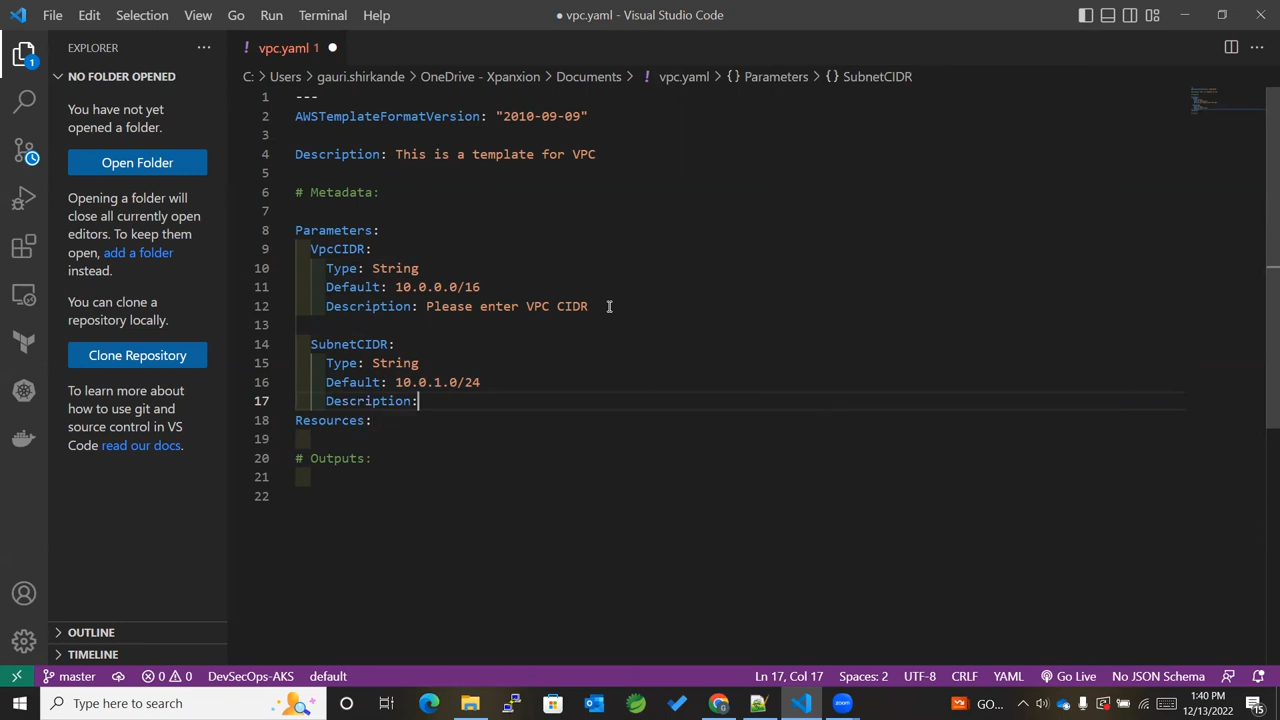 File Edit Selection View Go Run Terminal Help
● vpc.yaml - Visual Studio Code
EXPLORER ···
! vpc.yaml 1 ●
1
NO FOLDER OPENED
C: > Users > gauri.shirkande > OneDrive - Xpanxion > Documents > ! vpc.yaml > {} Parameters > {} SubnetCIDR
You have not yet
opened a folder.
Open Folder
Opening a folder will
close all currently open
editors. To keep them
open, add a folder
instead.
You can clone a
repository locally.
Clone Repository
To learn more about
how to use git and
source control in VS
Code read our docs.
OUTLINE
TIMELINE
1 ---
2 AWSTemplateFormatVersion: "2010-09-09"
3
4 Description: This is a template for VPC
5
6 # Metadata:
7
8 Parameters:
9 VpcCIDR:
10 Type: String
11 Default: 10.0.0.0/16
12 Description: Please enter VPC CIDR
13
14 SubnetCIDR:
15 Type: String
16 Default: 10.0.1.0/24
17 Description:
18 Resources:
19
20 # Outputs:
21
22
master 0 0 DevSecOps-AKS default Ln 17, Col 17 Spaces: 2 UTF-8 CRLF YAML Go Live No JSON Schema
Type here to search
zoom
GO...
1:40 PM
12/13/2022
15